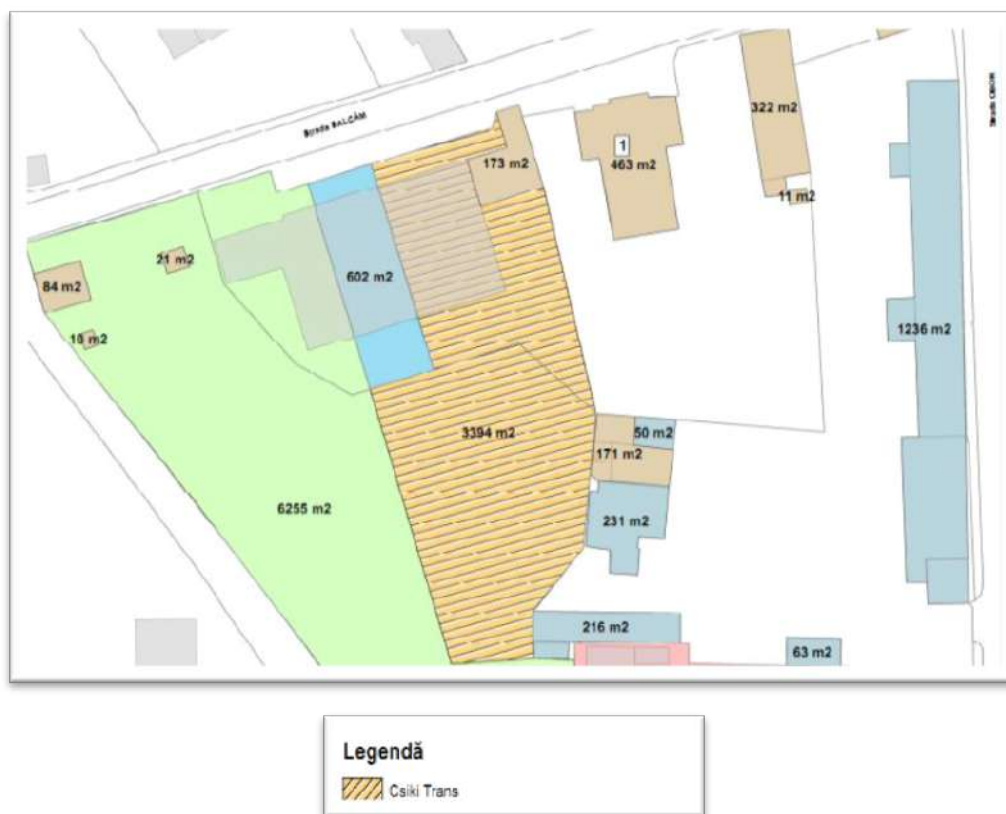 Strada BALCAM
173 m2
1
463 m2
322 m2
11 m2
21 m2
84 m2
602 m2
1236 m2
3394 m2
50 m2
171 m2
6255 m2
231 m2
216 m2
63 m2
Legendă
Csiki Trans